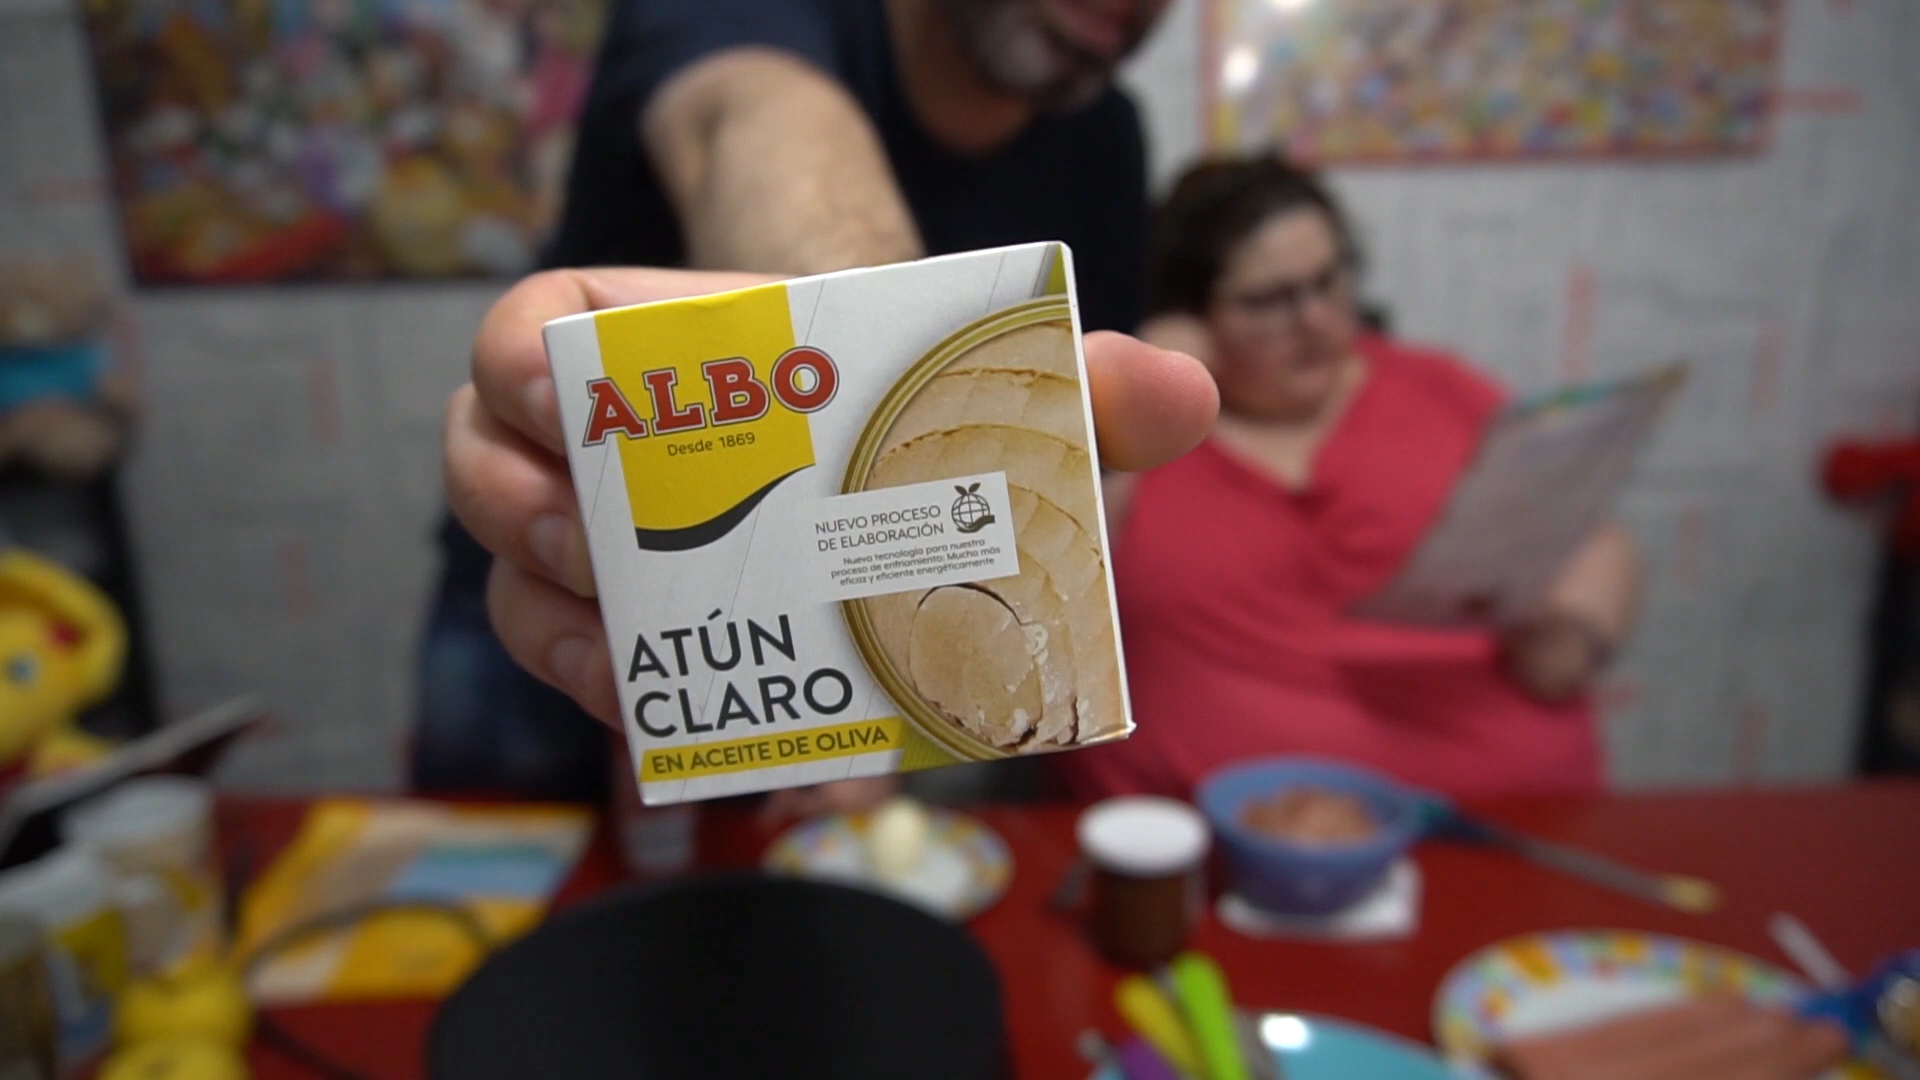 ALBO
Desde 1869
NUEVO PROCESO
DE ELABORACIÓN
Nueva tecnología para nuestro
proceso de enfriamiento: Mucho más
eficaz y eficiente energéticamente
ATÚN
CLARO
EN ACEITE DE OLIVA